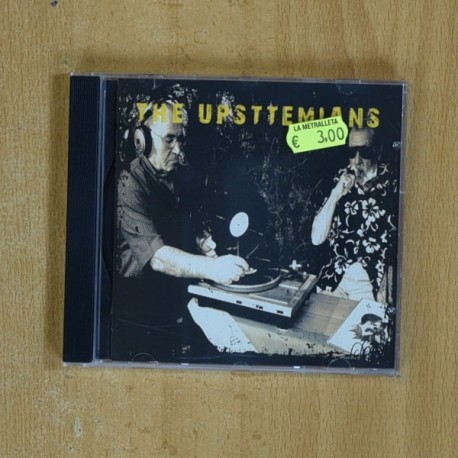 THE UPSTTEMIANS
LA METRALLETA
€ 3,00